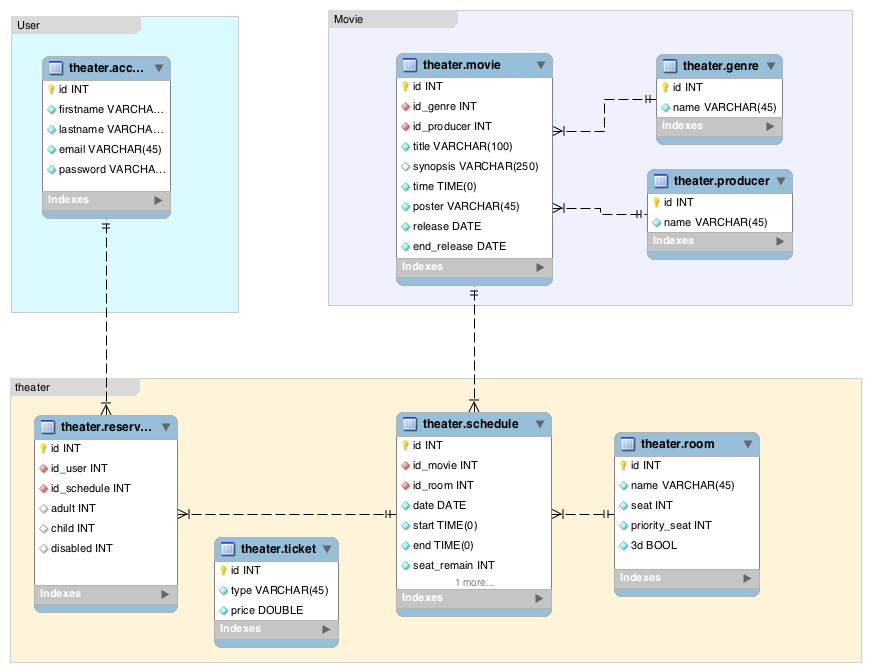 User
theater.acc...
id INT
firstname VARCHA...
lastname VARCHA...
email VARCHAR(45)
password VARCHA...
Indexes
Movie
theater.movie
id INT
id_genre INT
id_producer INT
title VARCHAR(100)
synopsis VARCHAR(250)
time TIME(0)
poster VARCHAR(45)
release DATE
end_release DATE
Indexes
theater.genre
id INT
name VARCHAR(45)
Indexes
theater.producer
id INT
name VARCHAR(45)
Indexes
theater
theater.reserv...
id INT
id_user INT
id_schedule INT
adult INT
child INT
disabled INT
Indexes
theater.ticket
id INT
type VARCHAR(45)
price DOUBLE
Indexes
theater.schedule
id INT
id_movie INT
id_room INT
date DATE
start TIME(0)
end TIME(0)
seat_remain INT
1 more...
Indexes
theater.room
id INT
name VARCHAR(45)
seat INT
priority_seat INT
3d BOOL
Indexes